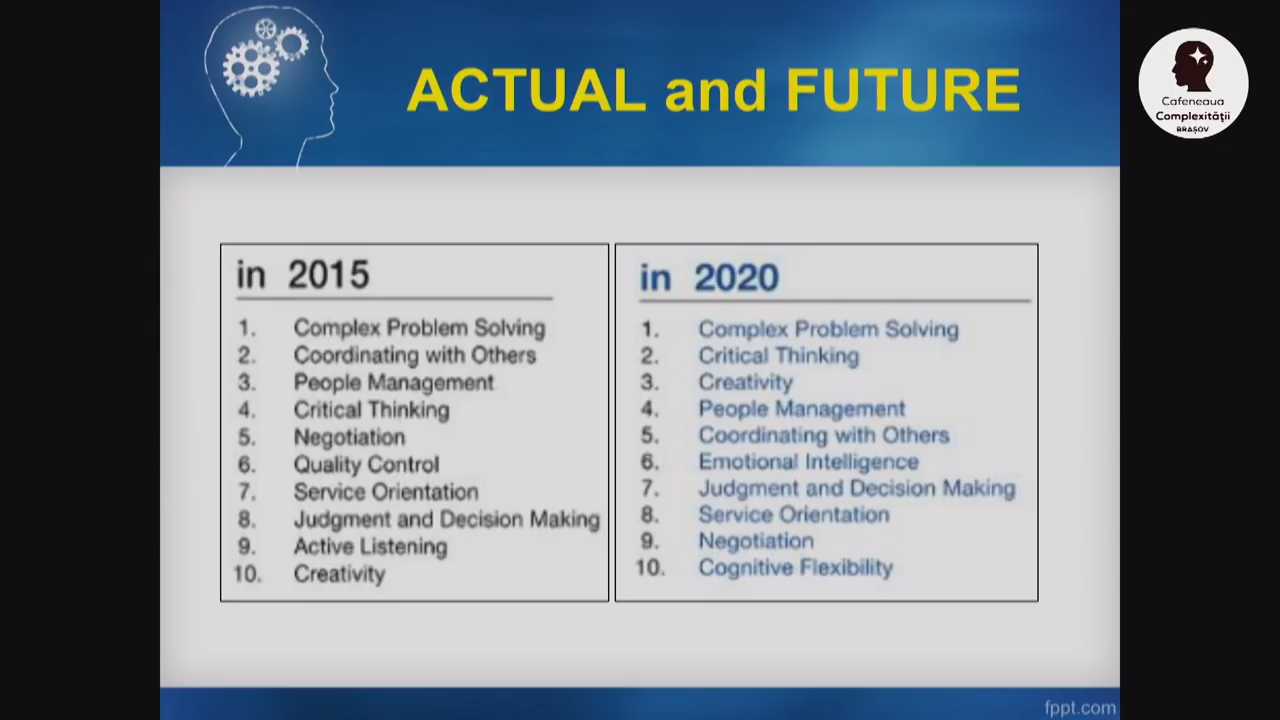 ACTUAL and FUTURE
Cafeneaua
Complexității
BRAȘOV
in 2015
1. Complex Problem Solving
2. Coordinating with Others
3. People Management
4. Critical Thinking
5. Negotiation
6. Quality Control
7. Service Orientation
8. Judgment and Decision Making
9. Active Listening
10. Creativity
in 2020
1. Complex Problem Solving
2. Critical Thinking
3. Creativity
4. People Management
5. Coordinating with Others
6. Emotional Intelligence
7. Judgment and Decision Making
8. Service Orientation
9. Negotiation
10. Cognitive Flexibility
fppt.com